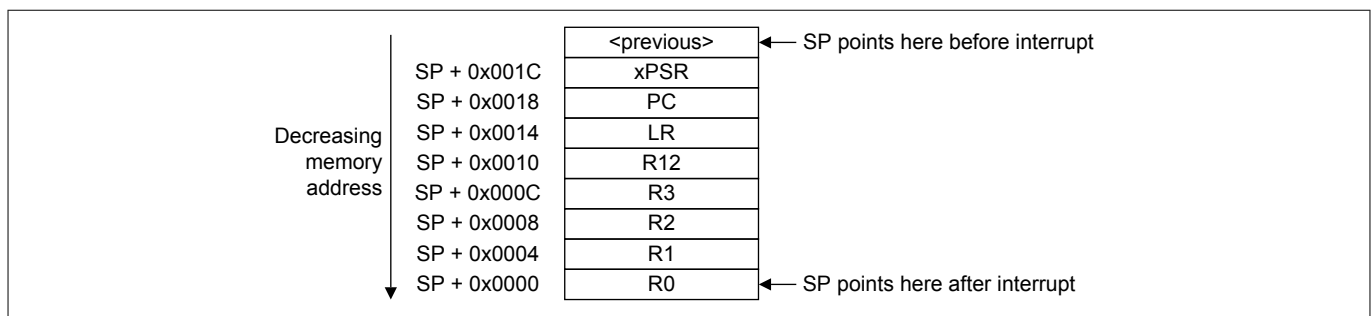 <previous> SP points here before interrupt
SP + 0x001C xPSR
SP + 0x0018 PC
SP + 0x0014 LR
SP + 0x0010 R12
SP + 0x000C R3
SP + 0x0008 R2
SP + 0x0004 R1
SP + 0x0000 R0 SP points here after interrupt
Decreasing
memory
address